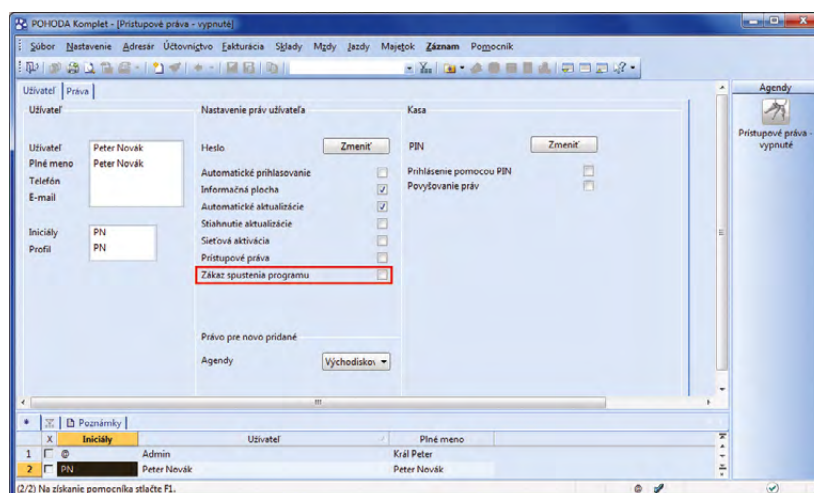 POHODA Komplet - [Prístupové práva - vypnuté]
Súbor Nastavenie Adresár Účtovníctvo Fakturácia Sklady Mzdy Jazdy Majetok Záznam Pomocník
Užívateľ Práva
Agendy
Prístupové práva - vypnuté
Užívateľ
Užívateľ Peter Novák
Plné meno Peter Novák
Telefón
E-mail
Iniciály PN
Profil PN
Nastavenie práv užívateľa
Heslo Zmeniť
Automatické prihlasovanie
Informačná plocha
Automatické aktualizácie
Stiahnutie aktualizácie
Sieťová aktivácia
Prístupové práva
Zákaz spustenia programu
Právo pre novo pridané
Agendy Východiskov
Kasa
PIN Zmeniť
Prihlásenie pomocou PIN
Povyšovanie práv
Poznámky
X Iniciály Užívateľ Plné meno
1 @ Admin Kráľ Peter
2 PN Peter Novák Peter Novák
(2/2) Na získanie pomocníka stlačte F1. @